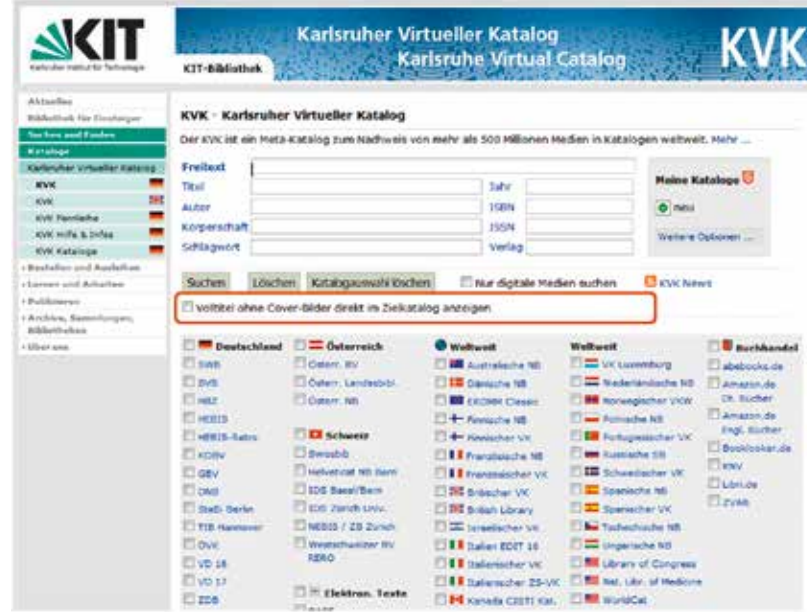 KIT
Karlsruher Institut für Technologie
KIT-Bibliothek
Karlsruher Virtueller Katalog
Karlsruhe Virtual Catalog
KVK
Aktuelles
Bibliothek für Einsteiger
Suchen und Finden
Kataloge
Karlsruher Virtueller Katalog
KVK
KVK
KVK Fernleihe
KVK Hilfe & Infos
KVK Kataloge
Bestellen und Ausleihen
Lernen und Arbeiten
Publizieren
Archive, Sammlungen,
Bibliotheken
Über uns
KVK - Karlsruher Virtueller Katalog
Der KVK ist ein Meta-Katalog zum Nachweis von mehr als 500 Millionen Medien in Katalogen weltweit. Mehr ...
Freitext
Titel Jahr
Autor ISBN
Körperschaft ISSN
Schlagwort Verlag
Meine Kataloge
neu
Weitere Optionen ...
Suchen Löschen Katalogauswahl löschen Nur digitale Medien suchen KVK News
Volltitel ohne Cover-Bilder direkt im Zielkatalog anzeigen
Deutschland
SWB
BVB
HBZ
HEBIS
HEBIS-Retro
KOBV
GBV
DNB
StaBi Berlin
TIB Hannover
ÖVK
VD 16
VD 17
ZDB
Österreich
Österr. BV
Österr. Landesbibl.
Österr. NB
Schweiz
Swissbib
Helveticat NB Bern
IDS Basel/Bern
IDS Zürich Univ.
NEBIS / ZB Zürich
Westschweizer BV
RERO
Elektron. Texte
BASE
Weltweit
Australische NB
Dänische NB
EROMM Classic
Finnische NB
Finnischer VK
Französische NB
Französischer VK
Britischer VK
British Library
Israelischer VK
Italien EDIT 16
Italienischer VK
Italienischer ZS-VK
Kanada CISTI Kat.
Weltweit
VK Luxemburg
Niederländische NB
Norwegischer VKW
Polnische NB
Portugiesischer VK
Russische SB
Schwedischer VK
Spanische NB
Spanischer VK
Tschechische NB
Ungarische NB
Library of Congress
Nat. Libr. of Medicine
WorldCat
Buchhandel
abebooks.de
Amazon.de
Dt. Bücher
Amazon.de
Engl. Bücher
Booklooker.de
KNV
Libri.de
ZVAB